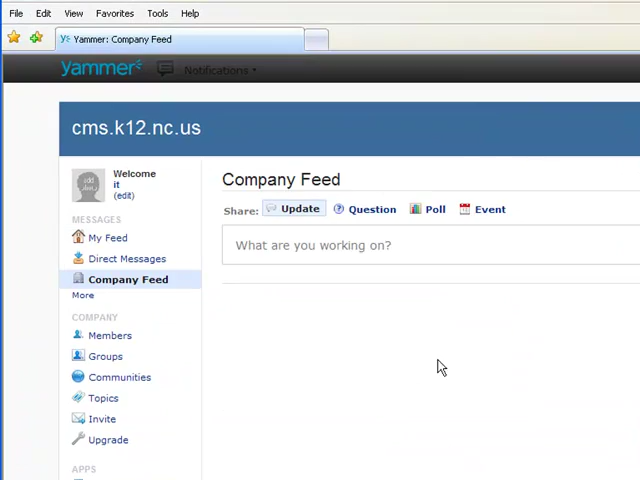 File Edit View Favorites Tools Help
Yammer: Company Feed
yammer Notifications
cms.k12.nc.us
Welcome
it
(edit)
MESSAGES
My Feed
Direct Messages
Company Feed
More
COMPANY
Members
Groups
Communities
Topics
Invite
Upgrade
APPS
Company Feed
Share: Update Question Poll Event
What are you working on?